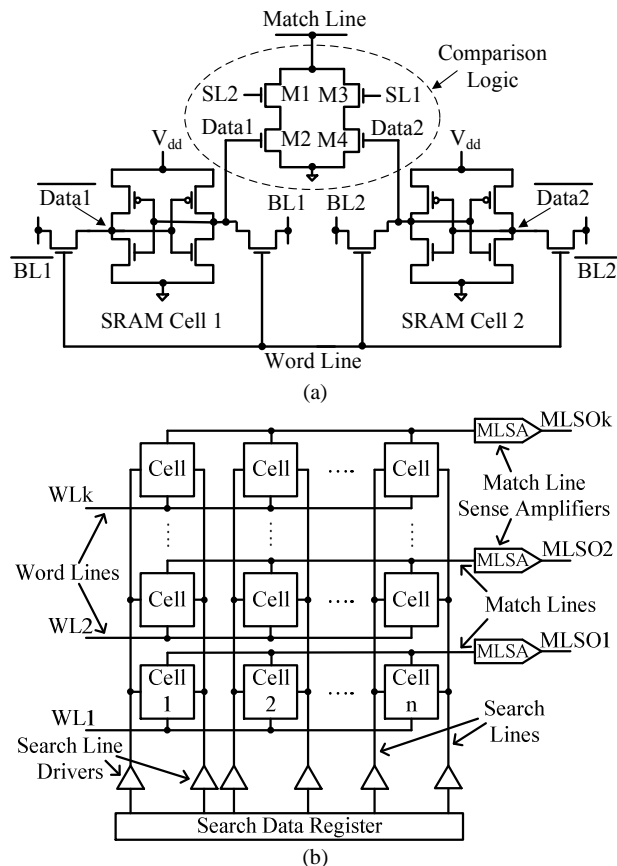 Match Line
Comparison
Logic
SL2
M1
M3
SL1
Data1
M2
M4
Data2
Vdd
Vdd
Data1
BL1
BL2
Data2
BL1
BL2
SRAM Cell 1
SRAM Cell 2
Word Line
(a)
MLSA
MLSOk
Cell
Cell
....
Cell
WLk
Match Line
Sense Amplifiers
Word Lines
MLSA
MLSO2
Cell
Cell
....
Cell
Match Lines
WL2
MLSA
MLSO1
Cell
1
Cell
2
....
Cell
n
WL1
Search
Lines
Search Line
Drivers
Search Data Register
(b)